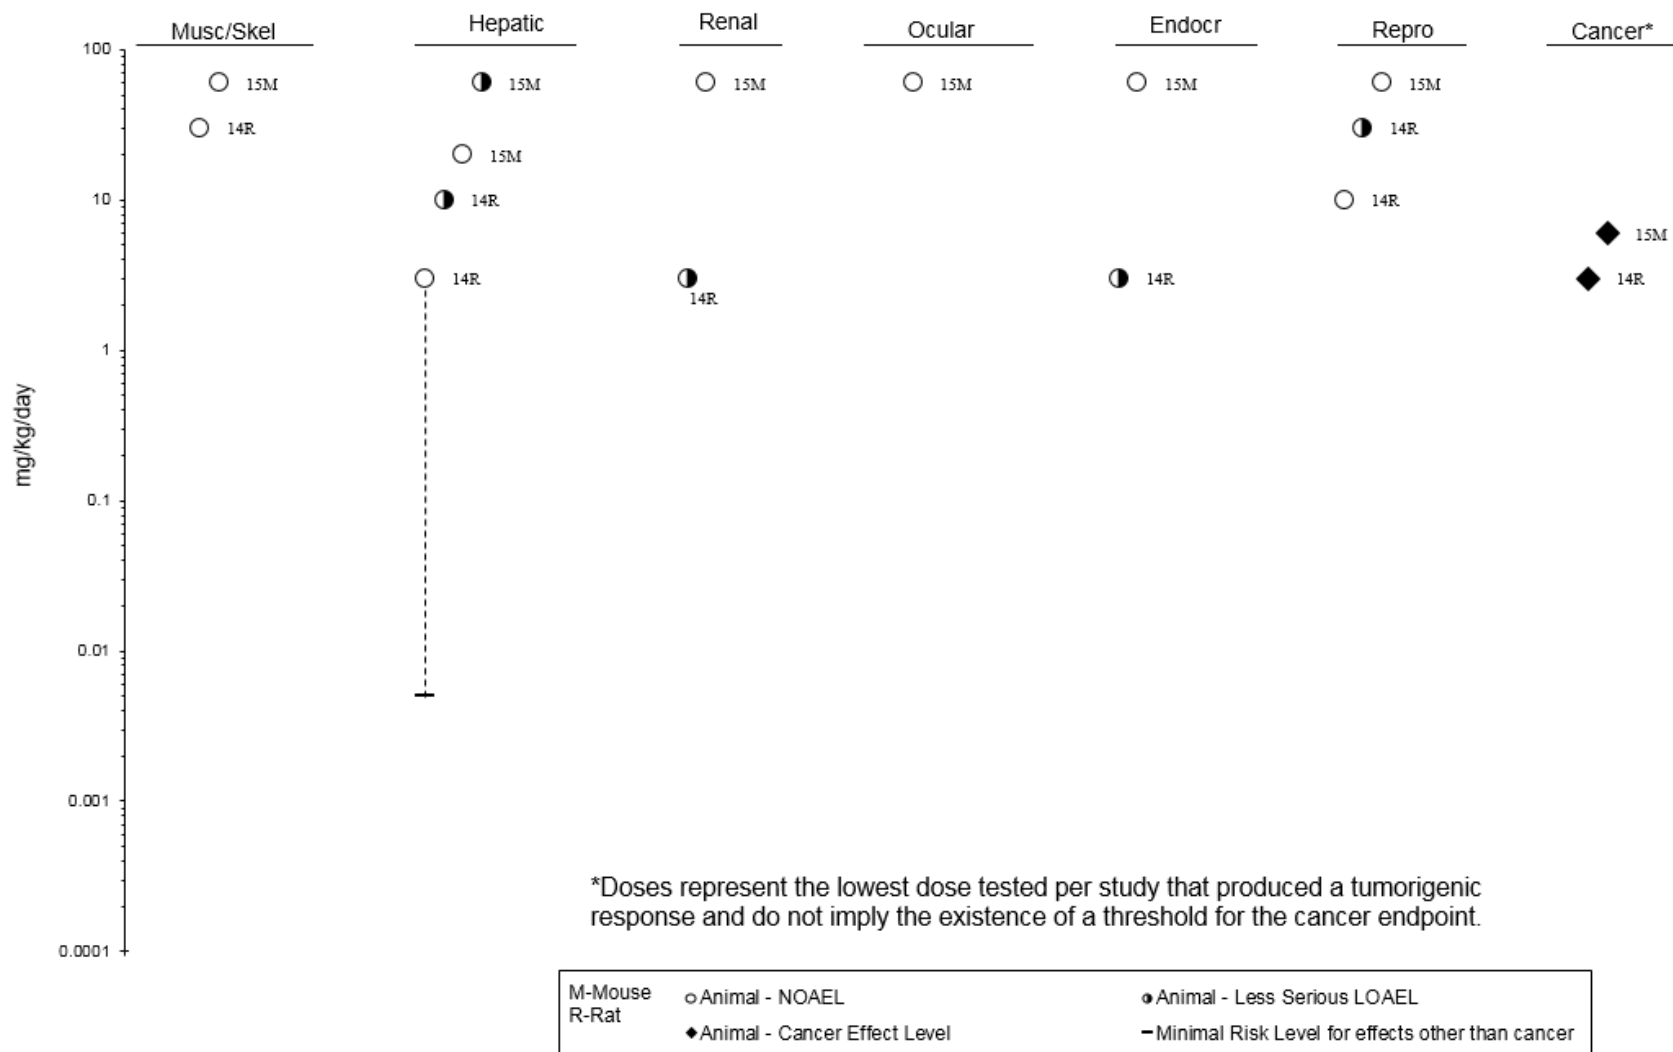 Musc/Skel Hepatic Renal Ocular Endocr Repro Cancer*
100
15M 15M 15M 15M 15M 15M
14R 14R
15M
10 14R 14R
15M
14R 14R 14R 14R
1
mg/kg/day
0.1
0.01
0.001
*Doses represent the lowest dose tested per study that produced a tumorigenic
response and do not imply the existence of a threshold for the cancer endpoint.
0.0001
M-Mouse Animal - NOAEL Animal - Less Serious LOAEL
R-Rat
Animal - Cancer Effect Level Minimal Risk Level for effects other than cancer